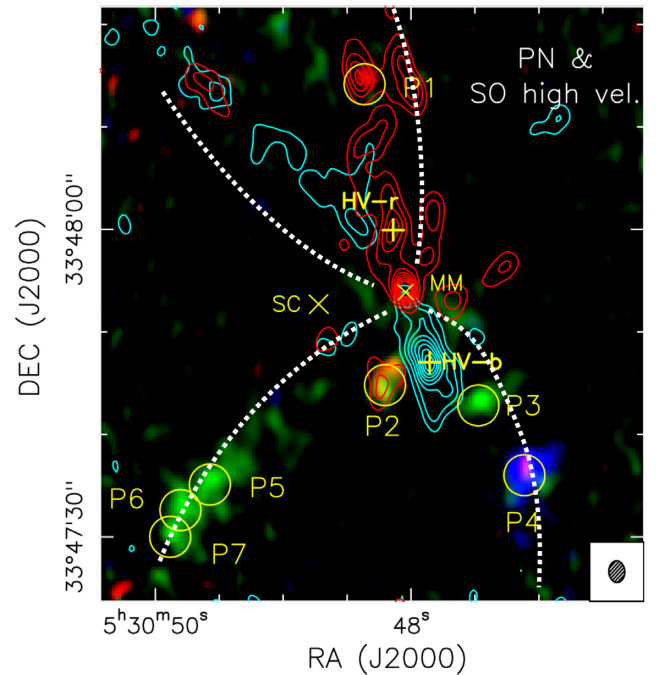 PN &
SO high vel.
P1
HV-r
MM
SC
HV-b
P2
P3
P4
P5
P6
P7
33°48'00"
33°47'30"
DEC (J2000)
5ʰ30ᵐ50ˢ
48ˢ
RA (J2000)